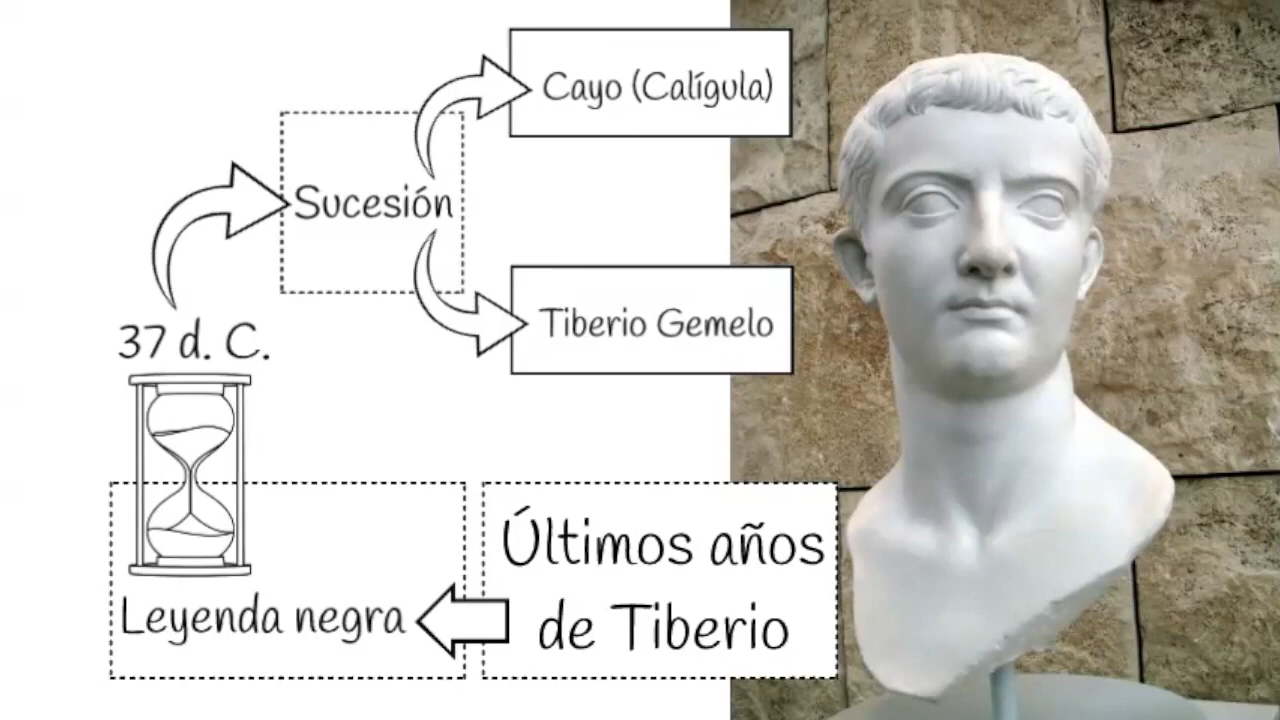 Cayo (Calígula)
Sucesión
Tiberio Gemelo
37 d. C.
Últimos años
de Tiberio
Leyenda negra